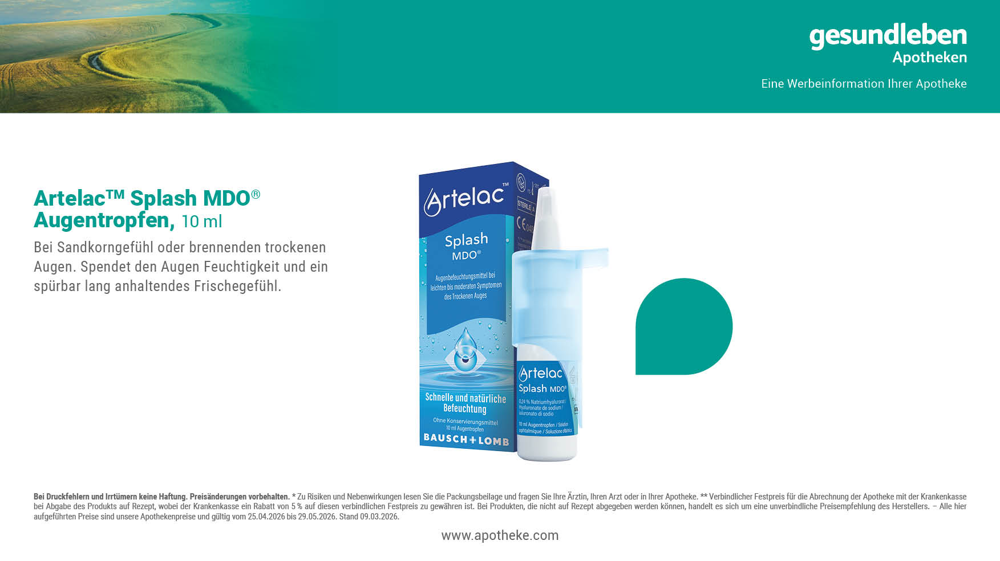 gesundleben
Apotheken
Eine Werbeinformation Ihrer Apotheke
Artelac™ Splash MDO®
Augentropfen, 10 ml
Bei Sandkorngefühl oder brennenden trockenen
Augen. Spendet den Augen Feuchtigkeit und ein
spürbar lang anhaltendes Frischegefühl.
Artelac™
Splash
MDO®
Augenbefeuchtungsmittel bei
leichten bis moderaten Symptomen
des Trockenen Auges
Schnelle und natürliche
Befeuchtung
Ohne Konservierungsmittel
10 ml Augentropfen
BAUSCH+LOMB
STERILE A
CE
Artelac
Splash MDO®
0,24 % Natriumhyaluronat /
Hyaluronate de sodium /
ialuronato di sodio
10 ml Augentropfen / Solution
ophtalmique / Soluzione oftalmica
Bei Druckfehlern und Irrtümern keine Haftung. Preisänderungen vorbehalten. * Zu Risiken und Nebenwirkungen lesen Sie die Packungsbeilage und fragen Sie Ihre Ärztin, Ihren Arzt oder in Ihrer Apotheke. ** Verbindlicher Festpreis für die Abrechnung der Apotheke mit der Krankenkasse
bei Abgabe des Produkts auf Rezept, wobei der Krankenkasse ein Rabatt von 5 % auf diesen verbindlichen Festpreis zu gewähren ist. Bei Produkten, die nicht auf Rezept abgegeben werden können, handelt es sich um eine unverbindliche Preisempfehlung des Herstellers. – Alle hier
aufgeführten Preise sind unsere Apothekenpreise und gültig vom 25.04.2026 bis 29.05.2026. Stand 09.03.2026.
www.apotheke.com